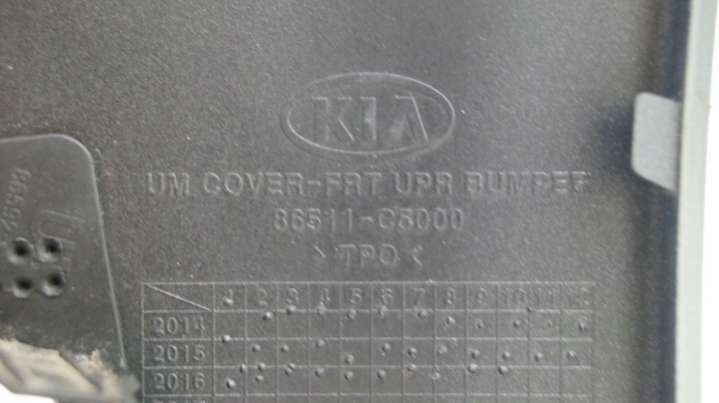 KIA
UM COVER-FRT UPR BUMPER
86511-C5000
>TPO<
1 2 3 4 5 6 7 8 9 10 11 12
2014
2015
2016